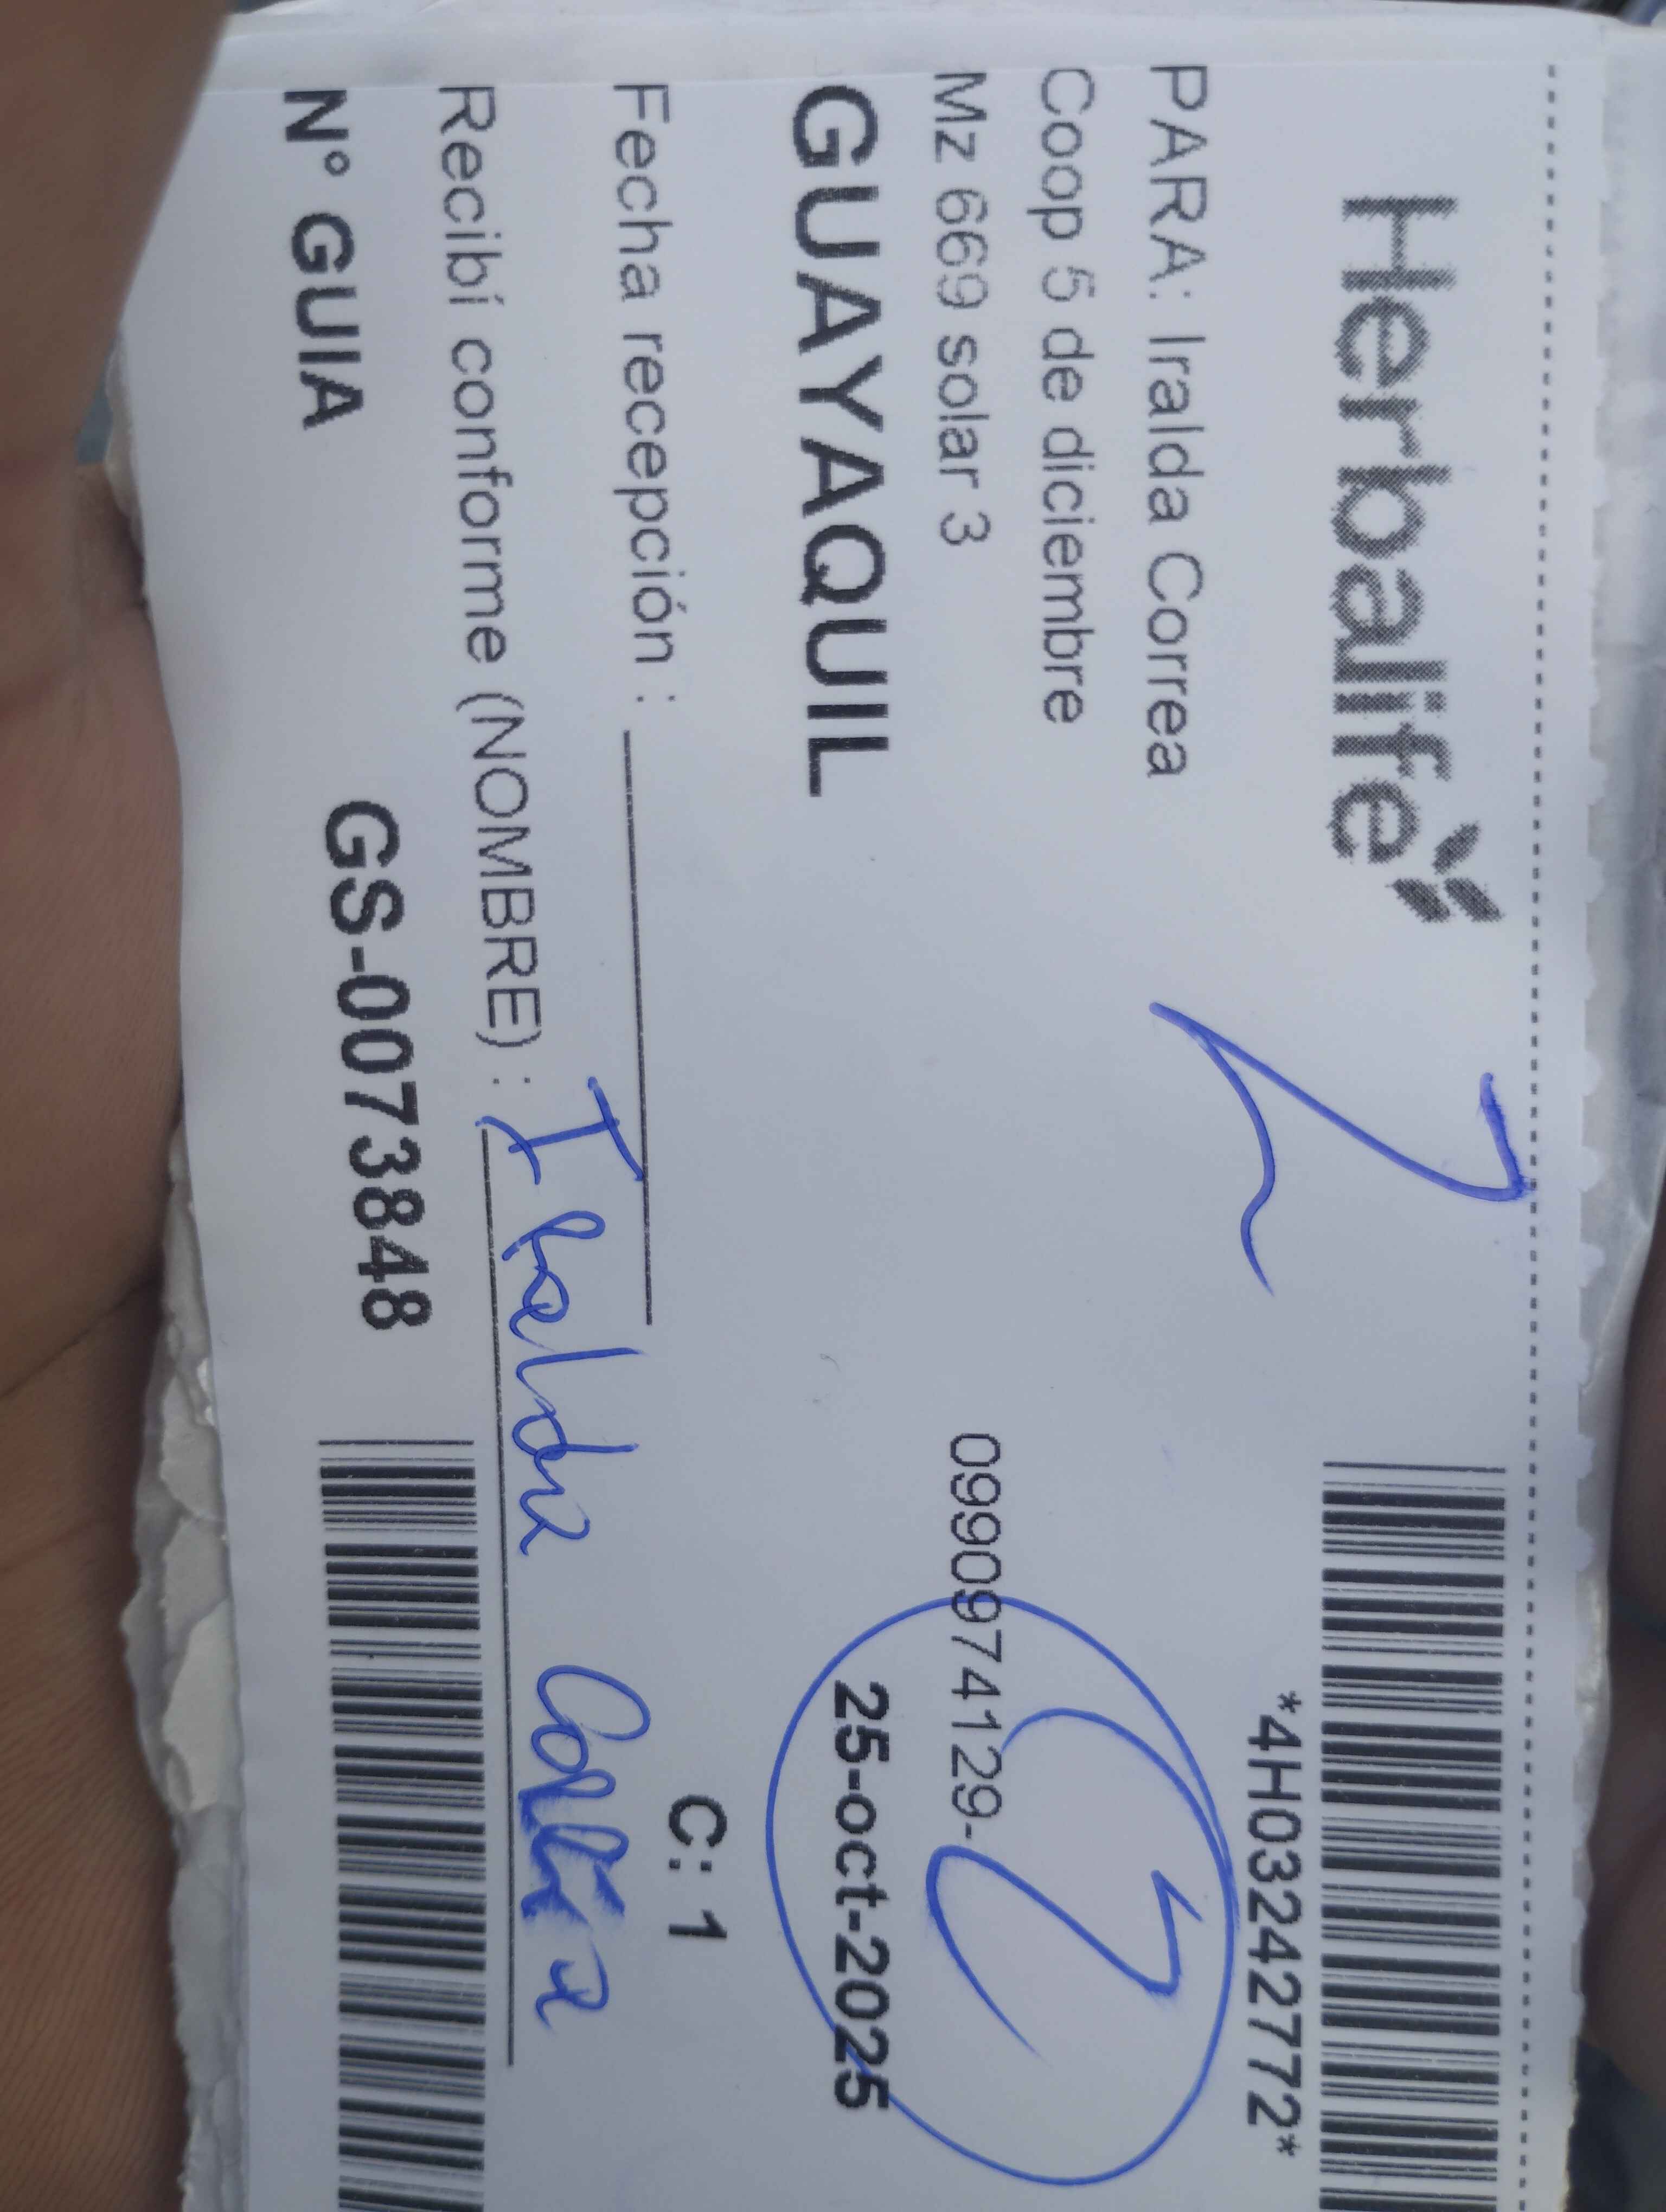 Herbalife
*4H03242772*
PARA: Iralda Correa
Coop 5 de diciembre
Mz 669 solar 3 0990974129-
GUAYAQUIL 25-oct-2025
Fecha recepción :
C: 1
Recibí conforme (NOMBRE) : Iralda Correa
N° GUIA GS-0073848